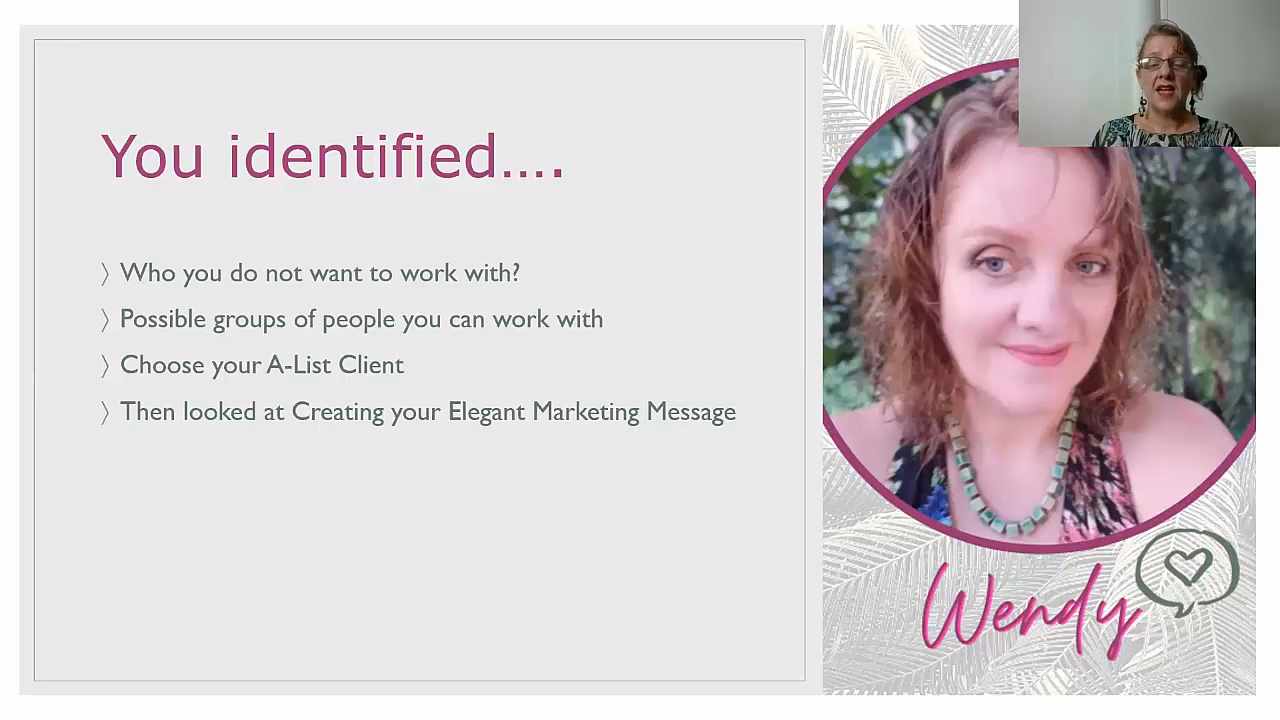 You identified....
Who you do not want to work with?
Possible groups of people you can work with
Choose your A-List Client
Then looked at Creating your Elegant Marketing Message
Wendy